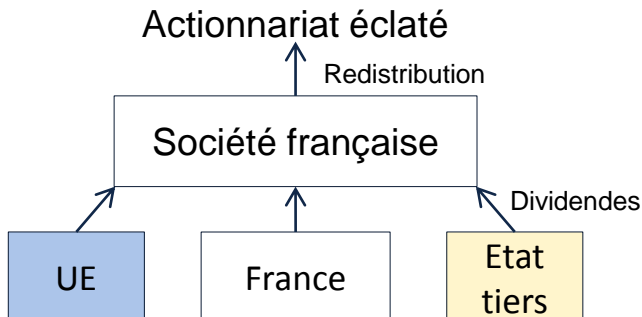 Actionnariat éclaté
Redistribution
Société française
Dividendes
UE
France
Etat
tiers